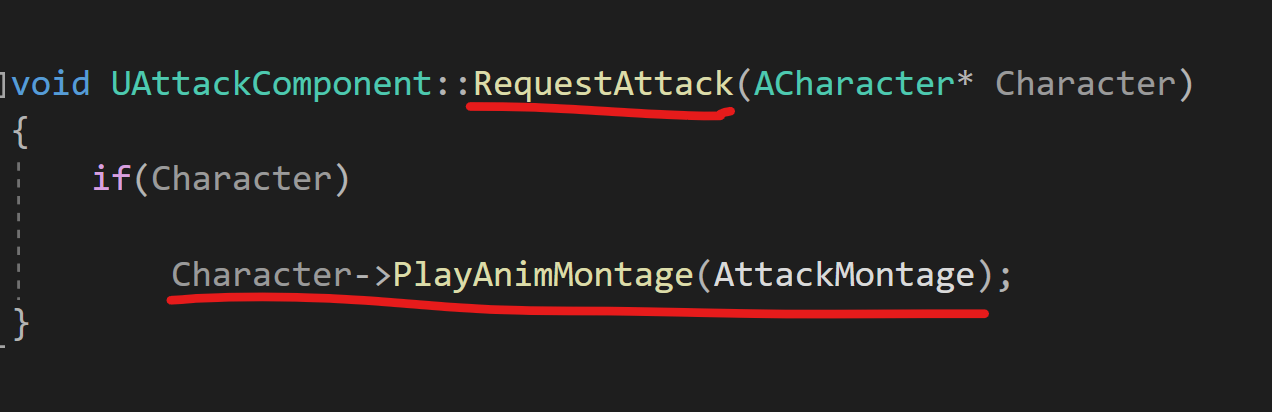 void UAttackComponent::RequestAttack(ACharacter* Character)
{
if(Character)
Character->PlayAnimMontage(AttackMontage);
}